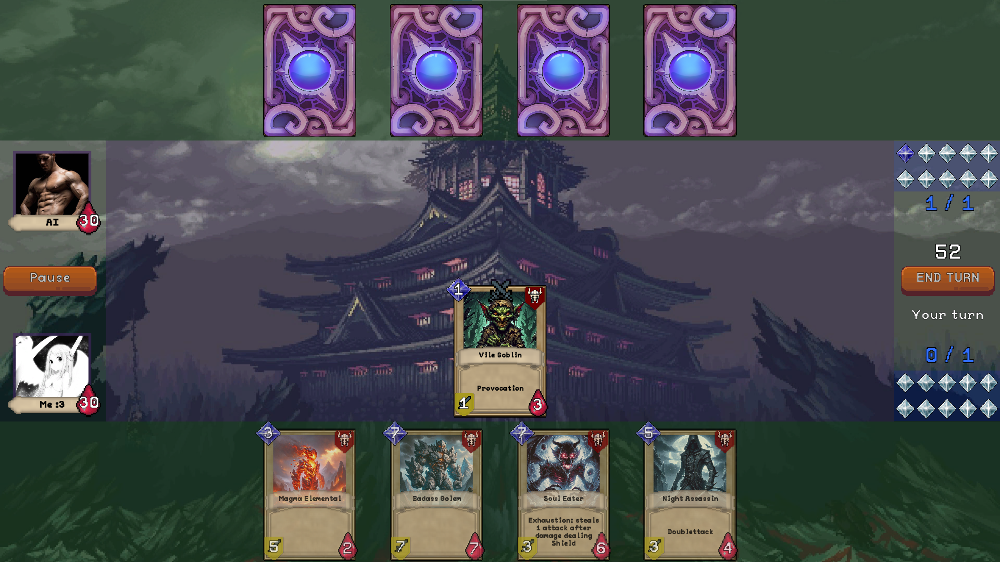 AI
30
1 / 1
52
Pause
END TURN
Your turn
1
Vile Goblin
Provocation
1
3
Me :3
30
0 / 1
3
Magma Elemental
5
2
7
Badass Golem
7
7
7
Soul Eater
Exhaustion: steals
1 attack after
damage dealing
Shield
3
6
5
Night Assassin
Doublettack
3
4